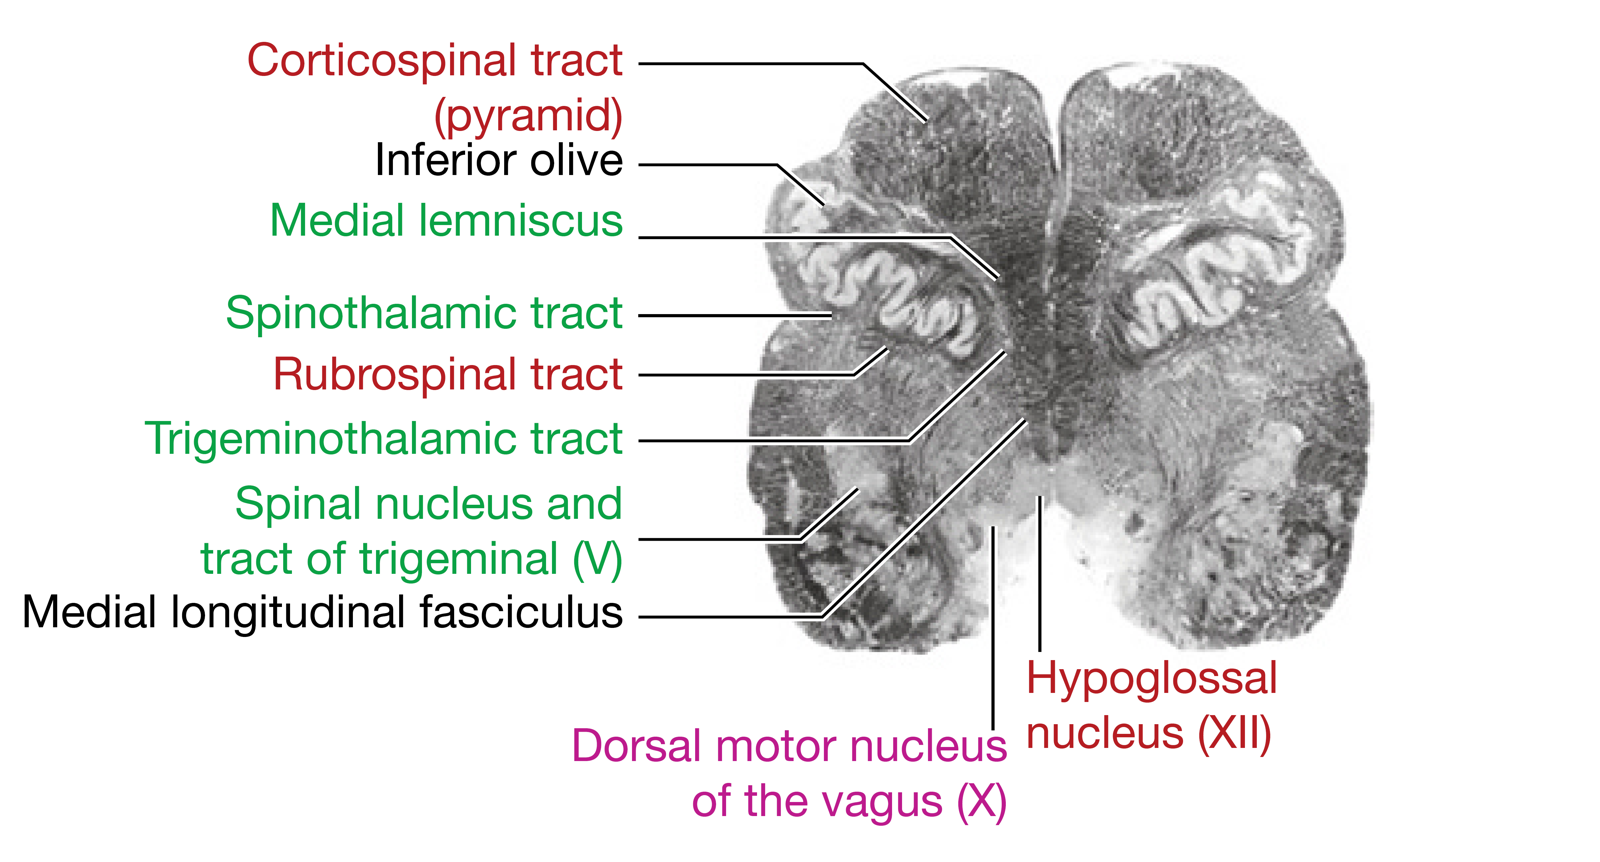 Corticospinal tract
(pyramid)
Inferior olive
Medial lemniscus
Spinothalamic tract
Rubrospinal tract
Trigeminothalamic tract
Spinal nucleus and
tract of trigeminal (V)
Medial longitudinal fasciculus
Hypoglossal
nucleus (XII)
Dorsal motor nucleus
of the vagus (X)